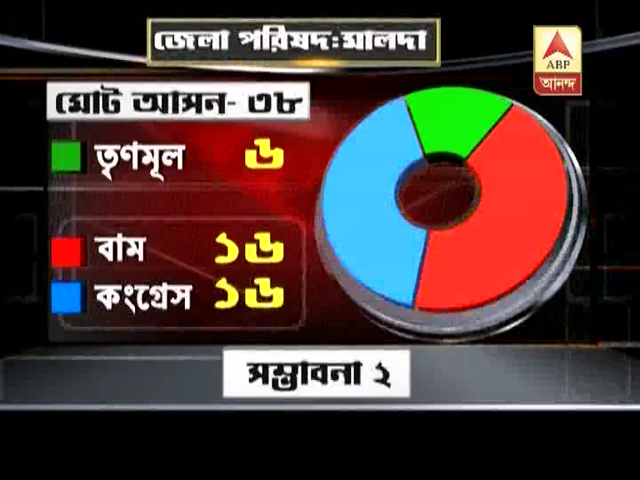 জেলা পরিষদ:মালদা
ABP
আনন্দ
মোট আসন- ৩৮
তৃণমূল ৬
বাম ১৬
কংগ্রেস ১৬
সম্ভাবনা ২